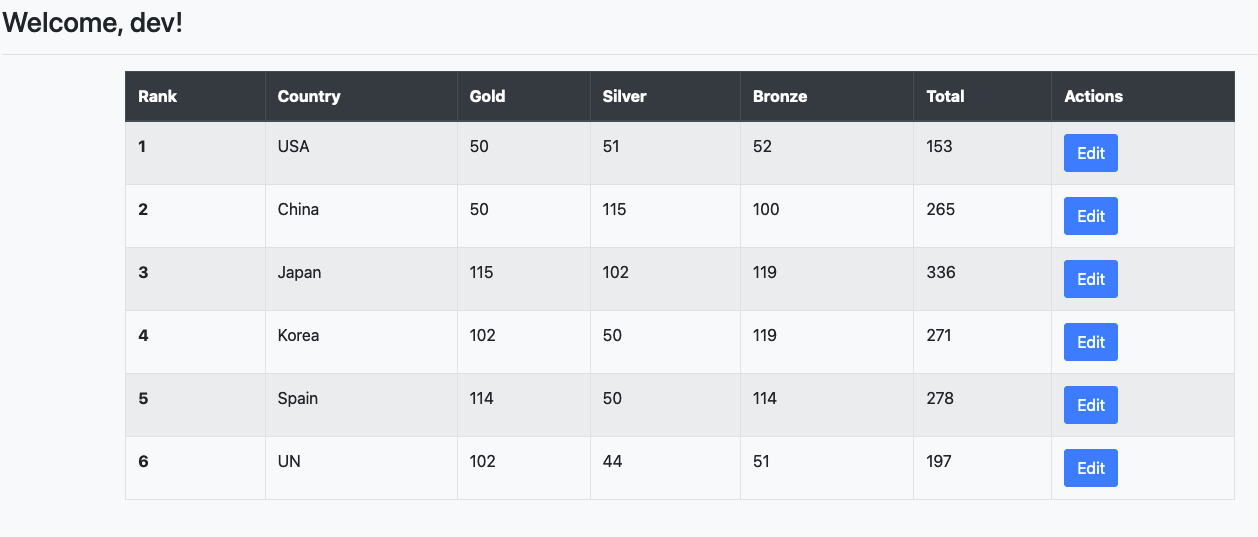 Welcome, dev!
Rank Country Gold Silver Bronze Total Actions
1 USA 50 51 52 153 Edit
2 China 50 115 100 265 Edit
3 Japan 115 102 119 336 Edit
4 Korea 102 50 119 271 Edit
5 Spain 114 50 114 278 Edit
6 UN 102 44 51 197 Edit